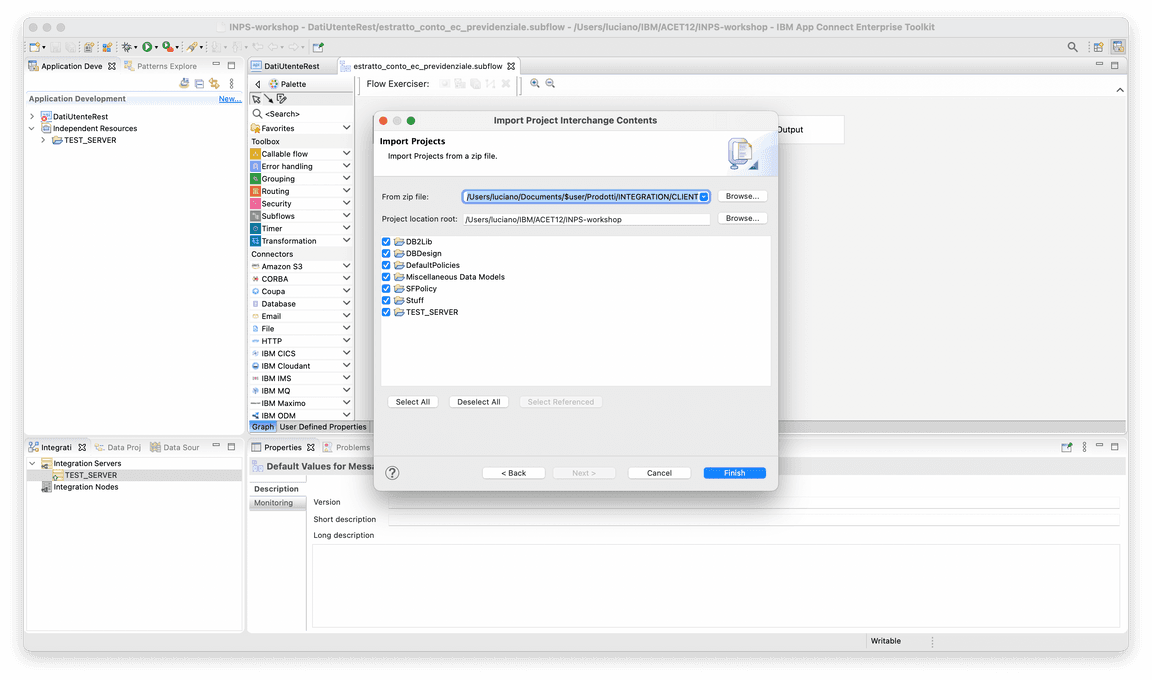 INPS-workshop - DatiUtenteRest/estratto_conto_ec_previdenziale.subflow - /Users/luciano/IBM/ACET12/INPS-workshop - IBM App Connect Enterprise Toolkit
Application Deve
Patterns Explore
Application Development
New...
DatiUtenteRest
Independent Resources
TEST_SERVER
DatiUtenteRest
estratto_conto_ec_previdenziale.subflow
Palette
Flow Exerciser:
<Search>
Favorites
Toolbox
Callable flow
Error handling
Grouping
Routing
Security
Subflows
Timer
Transformation
Connectors
Amazon S3
CORBA
Coupa
Database
Email
File
HTTP
IBM CICS
IBM Cloudant
IBM IMS
IBM MQ
IBM Maximo
IBM ODM
Graph
User Defined Properties
Output
Import Project Interchange Contents
Import Projects
Import Projects from a zip file.
From zip file:
/Users/luciano/Documents/$user/Prodotti/INTEGRATION/CLIENT
Browse...
Project location root:
/Users/luciano/IBM/ACET12/INPS-workshop
Browse...
DB2Lib
DBDesign
DefaultPolicies
Miscellaneous Data Models
SFPolicy
Stuff
TEST_SERVER
Select All
Deselect All
Select Referenced
?
< Back
Next >
Cancel
Finish
Integrati
Data Proj
Data Sour
Integration Servers
TEST_SERVER
Integration Nodes
Properties
Problems
Default Values for Messa
Description
Monitoring
Version
Short description
Long description
Writable